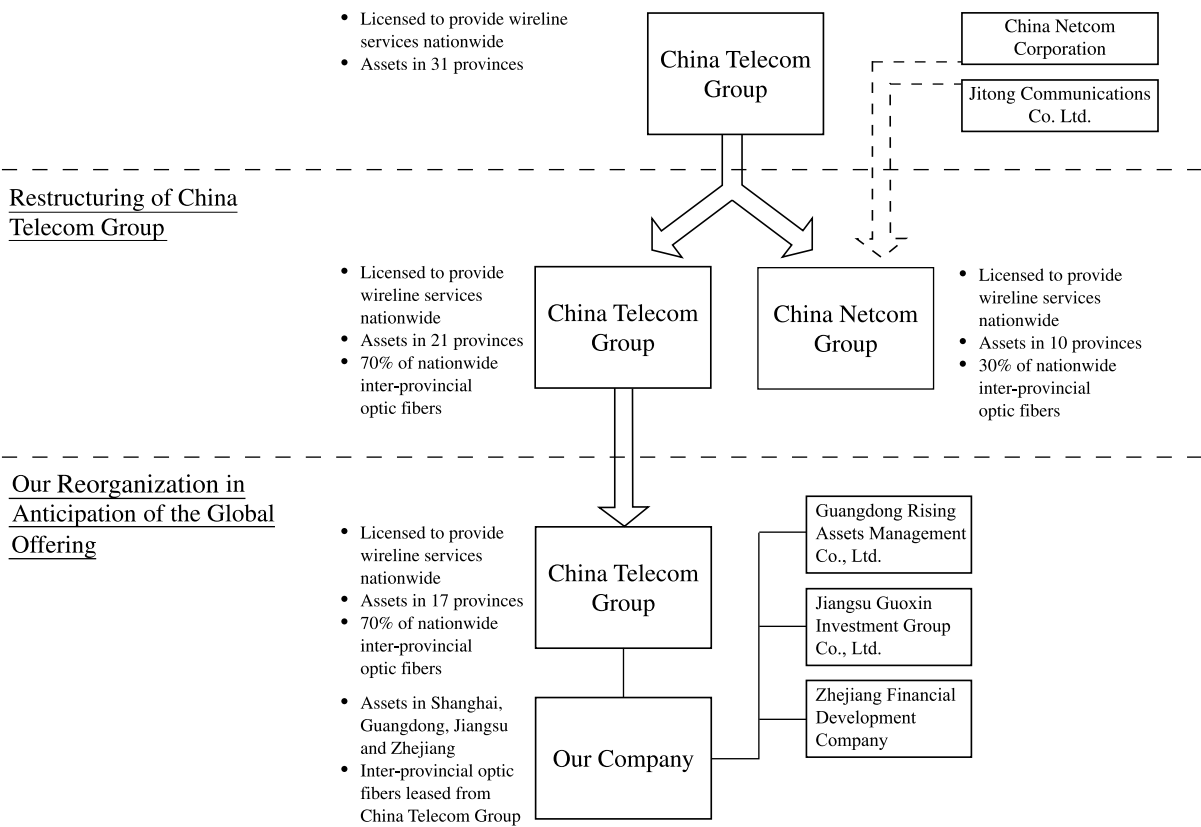 • Licensed to provide wireline
services nationwide
• Assets in 31 provinces
China Telecom
Group
China Netcom
Corporation
Jitong Communications
Co. Ltd.
Restructuring of China
Telecom Group
• Licensed to provide
wireline services
nationwide
• Assets in 21 provinces
• 70% of nationwide
inter-provincial
optic fibers
China Telecom
Group
China Netcom
Group
• Licensed to provide
wireline services
nationwide
• Assets in 10 provinces
• 30% of nationwide
inter-provincial
optic fibers
Our Reorganization in
Anticipation of the Global
Offering
• Licensed to provide
wireline services
nationwide
• Assets in 17 provinces
• 70% of nationwide
inter-provincial
optic fibers
China Telecom
Group
Guangdong Rising
Assets Management
Co., Ltd.
Jiangsu Guoxin
Investment Group
Co., Ltd.
Zhejiang Financial
Development
Company
• Assets in Shanghai,
Guangdong, Jiangsu
and Zhejiang
• Inter-provincial optic
fibers leased from
China Telecom Group
Our Company